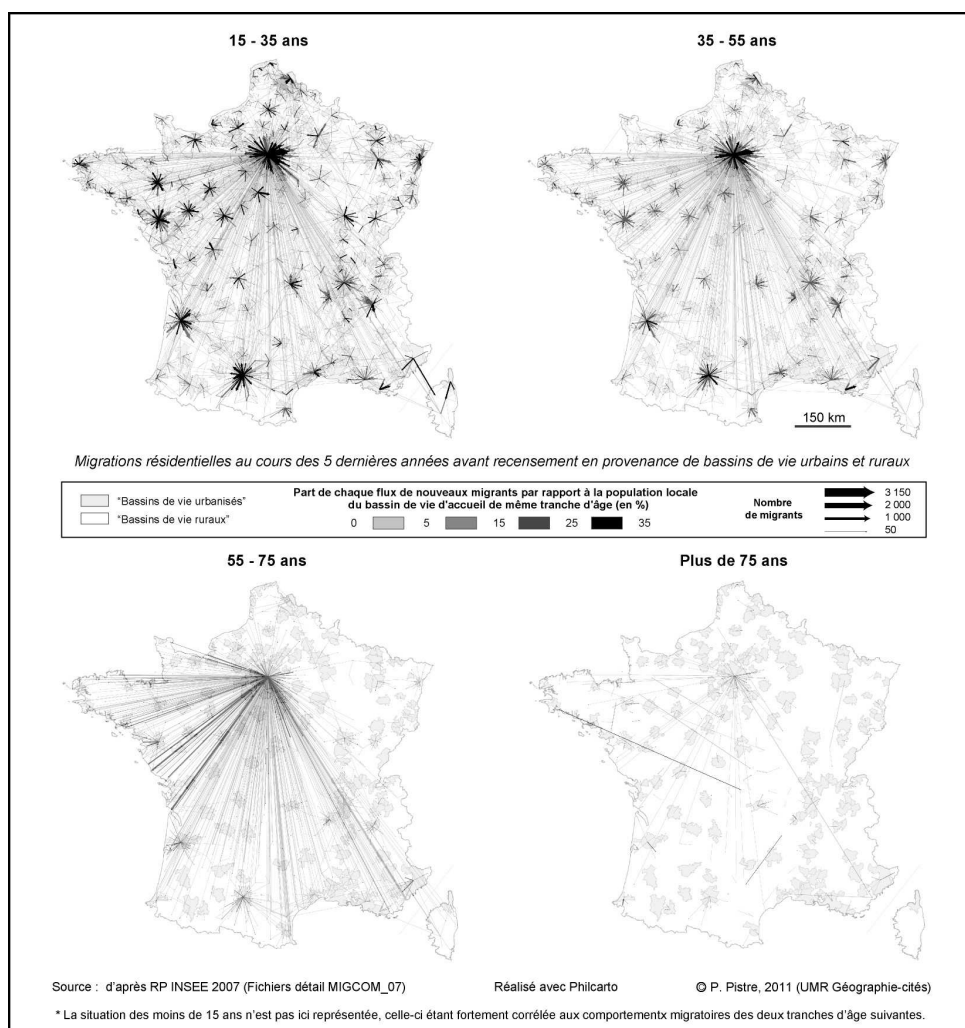 15 - 35 ans
35 - 55 ans
150 km
Migrations résidentielles au cours des 5 dernières années avant recensement en provenance de bassins de vie urbains et ruraux
"Bassins de vie urbanisés"
"Bassins de vie ruraux"
Part de chaque flux de nouveaux migrants par rapport à la population locale
du bassin de vie d'accueil de même tranche d'âge (en %)
0 5 15 25 35
Nombre
de migrants
3 150
2 000
1 000
50
55 - 75 ans
Plus de 75 ans
Source : d'après RP INSEE 2007 (Fichiers détail MIGCOM_07)
Réalisé avec Philcarto
© P. Pistre, 2011 (UMR Géographie-cités)
* La situation des moins de 15 ans n'est pas ici représentée, celle-ci étant fortement corrélée aux comportementx migratoires des deux tranches d'âge suivantes.